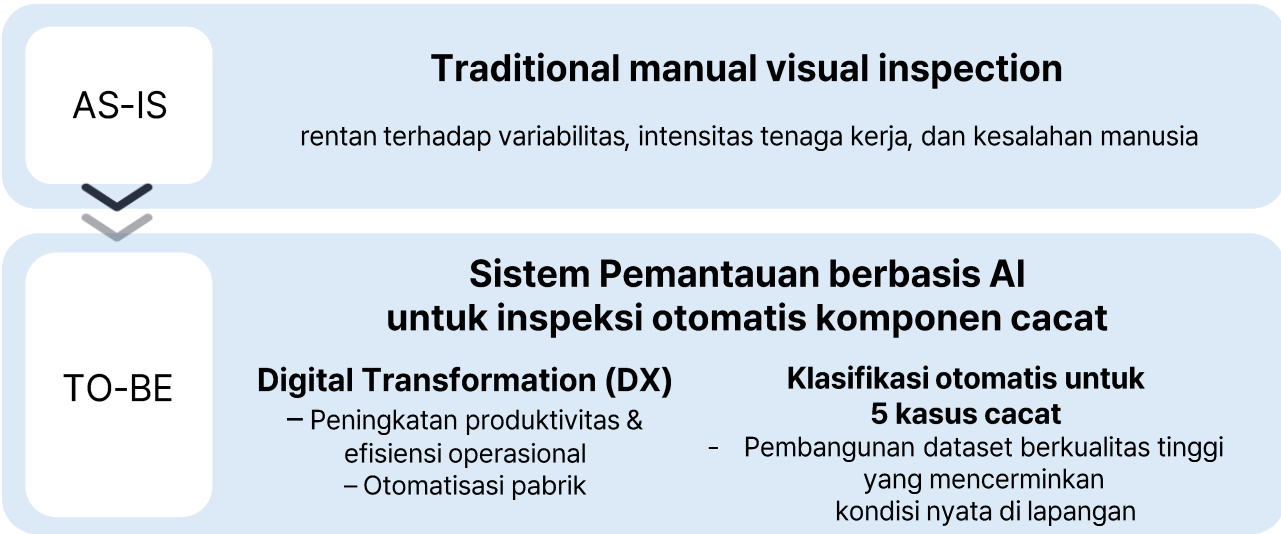 AS-IS
Traditional manual visual inspection
rentan terhadap variabilitas, intensitas tenaga kerja, dan kesalahan manusia
TO-BE
Sistem Pemantauan berbasis AI
untuk inspeksi otomatis komponen cacat
Digital Transformation (DX)
– Peningkatan produktivitas &
efisiensi operasional
– Otomatisasi pabrik
Klasifikasi otomatis untuk
5 kasus cacat
- Pembangunan dataset berkualitas tinggi
yang mencerminkan
kondisi nyata di lapangan